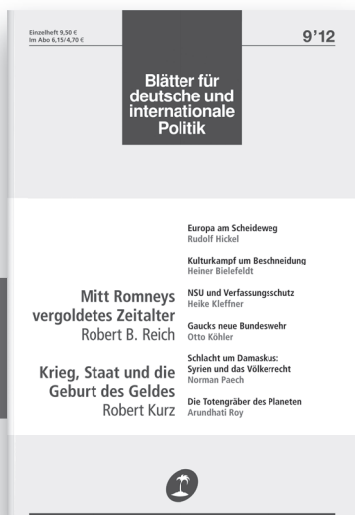 Einzelheft 9,50 €
Im Abo 6,15/4,70 €
9’12
Blätter für
deutsche und
internationale
Politik
Mitt Romneys
vergoldetes Zeitalter
Robert B. Reich
Krieg, Staat und die
Geburt des Geldes
Robert Kurz
Europa am Scheideweg
Rudolf Hickel
Kulturkampf um Beschneidung
Heiner Bielefeldt
NSU und Verfassungsschutz
Heike Kleffner
Gaucks neue Bundeswehr
Otto Köhler
Schlacht um Damaskus:
Syrien und das Völkerrecht
Norman Paech
Die Totengräber des Planeten
Arundhati Roy